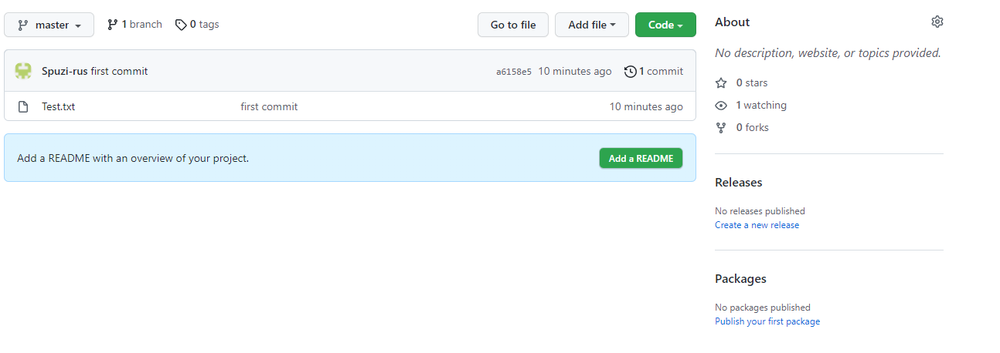 master 1 branch 0 tags Go to file Add file Code
Spuzi-rus first commit a6158e5 10 minutes ago 1 commit
Test.txt first commit 10 minutes ago
Add a README with an overview of your project. Add a README
About
No description, website, or topics provided.
0 stars
1 watching
0 forks
Releases
No releases published
Create a new release
Packages
No packages published
Publish your first package